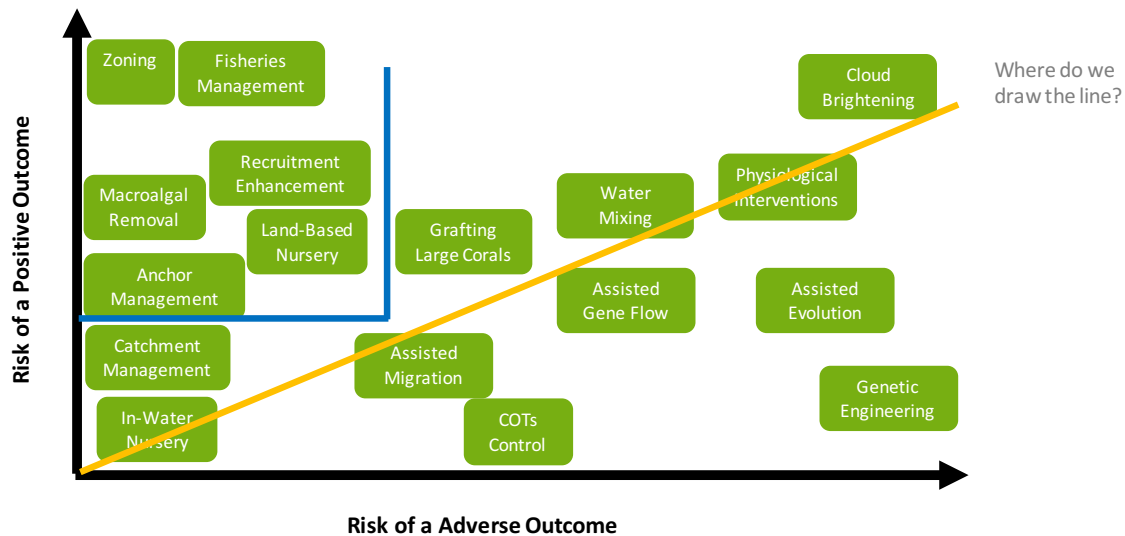 Risk of a Positive Outcome
Zoning
Fisheries
Management
Cloud
Brightening
Where do we
draw the line?
Recruitment
Enhancement
Macroalgal
Removal
Land-Based
Nursery
Grafting
Large Corals
Water
Mixing
Physiological
Interventions
Anchor
Management
Assisted
Gene Flow
Assisted
Evolution
Catchment
Management
Assisted
Migration
Genetic
Engineering
In-Water
Nursery
COTs
Control
Risk of a Adverse Outcome